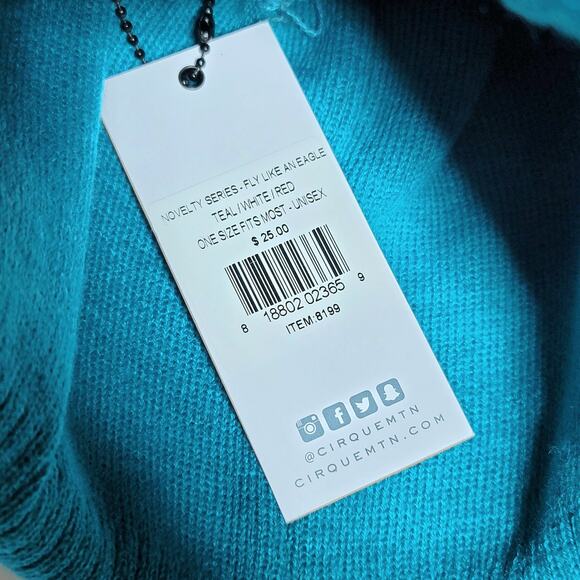 NOVELTY SERIES - FLY LIKE AN EAGLE
TEAL / WHITE / RED
ONE SIZE FITS MOST - UNISEX
$ 25.00
8 18802 02365 9
ITEM:8199
@CIRQUEMTN
CIRQUEMTN.COM